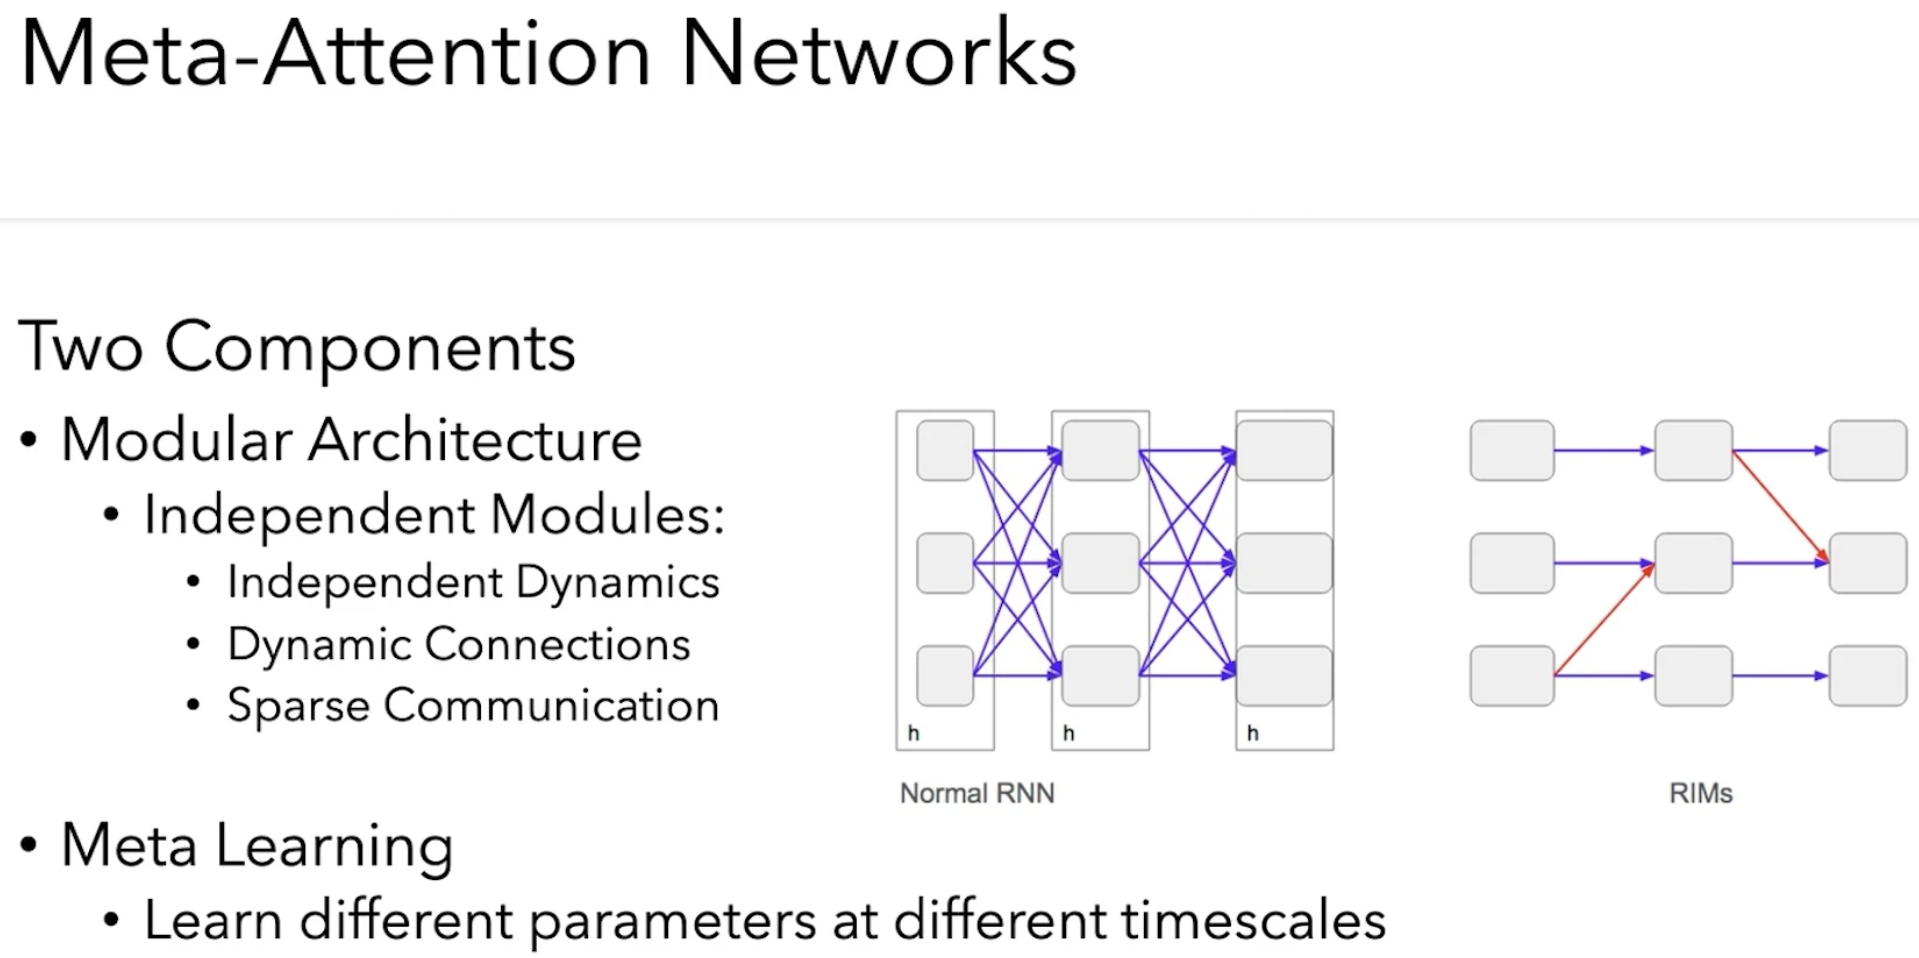 Meta-Attention Networks
Two Components
• Modular Architecture
• Independent Modules:
• Independent Dynamics
• Dynamic Connections
• Sparse Communication
• Meta Learning
• Learn different parameters at different timescales
h
h
h
Normal RNN
RIMs